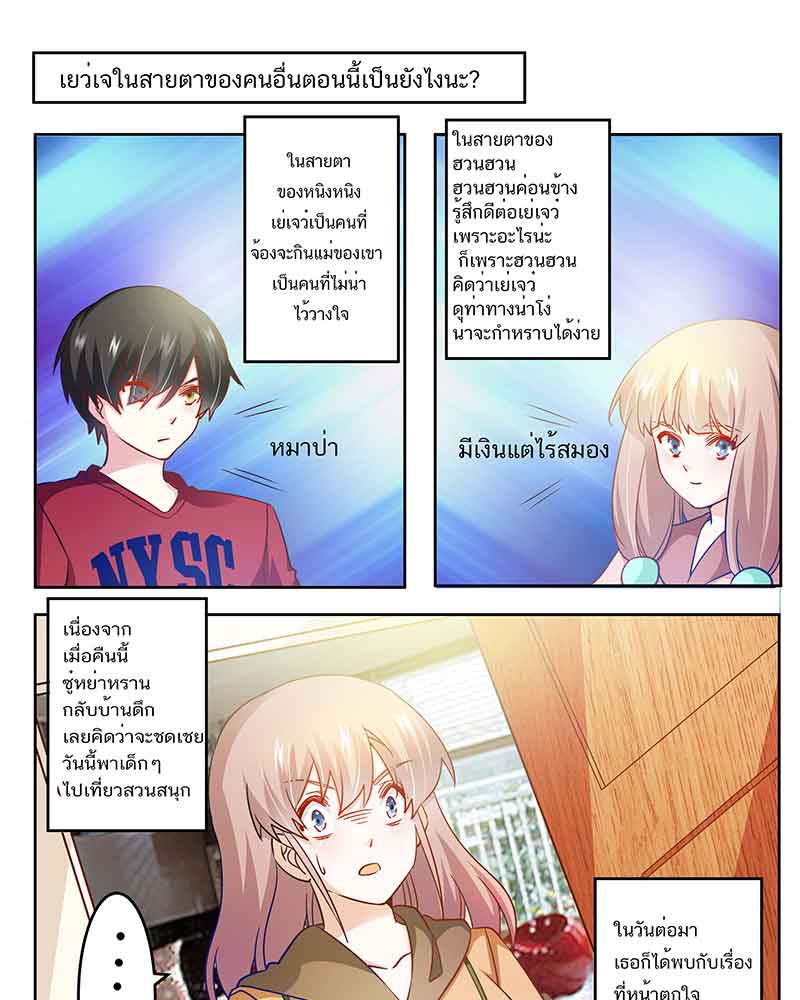 เยว่เจในสายตาของคนอื่นตอนนี้เป็นยังไงนะ?
ในสายตา
ของหนิงหนิง
เย่เจว๋เป็นคนที่
จ้องจะกินแม่ของเขา
เป็นคนที่ไม่น่า
ไว้วางใจ
หมาป่า
NYSC
ในสายตาของ
ฮวนฮวน
ฮวนฮวนค่อนข้าง
รู้สึกดีต่อเย่เจว๋
เพราะอะไรน่ะ
ก็เพราะฮวนฮวน
คิดว่าเย่เจว๋
ดูท่าทางน่าโง่
น่าจะกำหราบได้ง่าย
มีเงินแต่ไร้สมอง
เนื่องจาก
เมื่อคืนนี้
ซู๋หย่าหราน
กลับบ้านดึก
เลยคิดว่าจะชดเชย
วันนี้พาเด็กๆ
ไปเที่ยวสวนสนุก
...
ในวันต่อมา
เธอก็ได้พบกับเรื่อง
ที่หน้าตกใจ